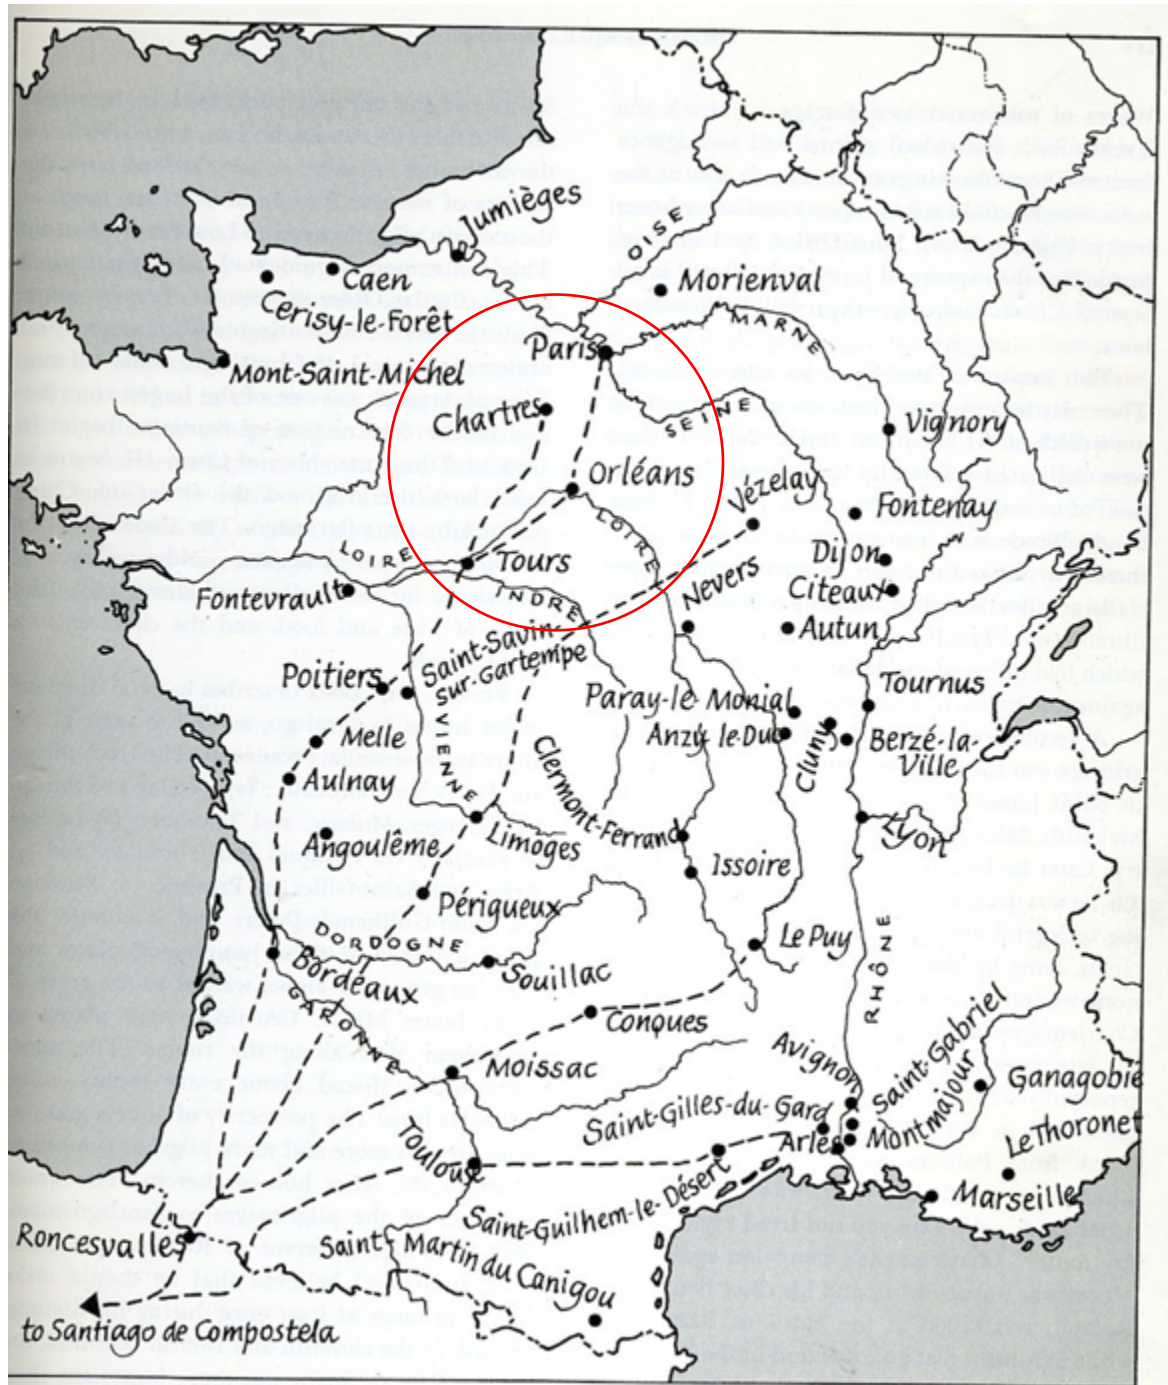 Jumièges
OISE
Caen
Morienval
Cerisy-le-Forêt
MARNE
Paris
Mont-Saint-Michel
Chartres
SEINE
Vignory
Orléans
Vézelay
Fontenay
LOIRE
LOIRE
Tours
Dijon
Fontevrault
INDRE
Nevers
Citeaux
Autun
Saint-Savin-
Sur-Gartempe
Poitiers
Paray-le-Monial
Tournus
Melle
VIENNE
Anzy le-Duc
Cluny
Berzé-la-
Ville
Aulnay
Clermont-Ferrand
Angoulême
Limoges
Lyon
Issoire
Périgueux
DORDOGNE
Le Puy
Bordeaux
Souillac
RHÔNE
GARONNE
Conques
Moissac
Avignon
Saint-Gabriel
Ganagobie
Saint-Gilles-du-Gard
Montmajour
Arles
Le Thoronet
Toulouse
Marseille
Saint-Guilhem-le-Désert
Roncesvalles
Saint Martin du Canigou
to Santiago de Compostela